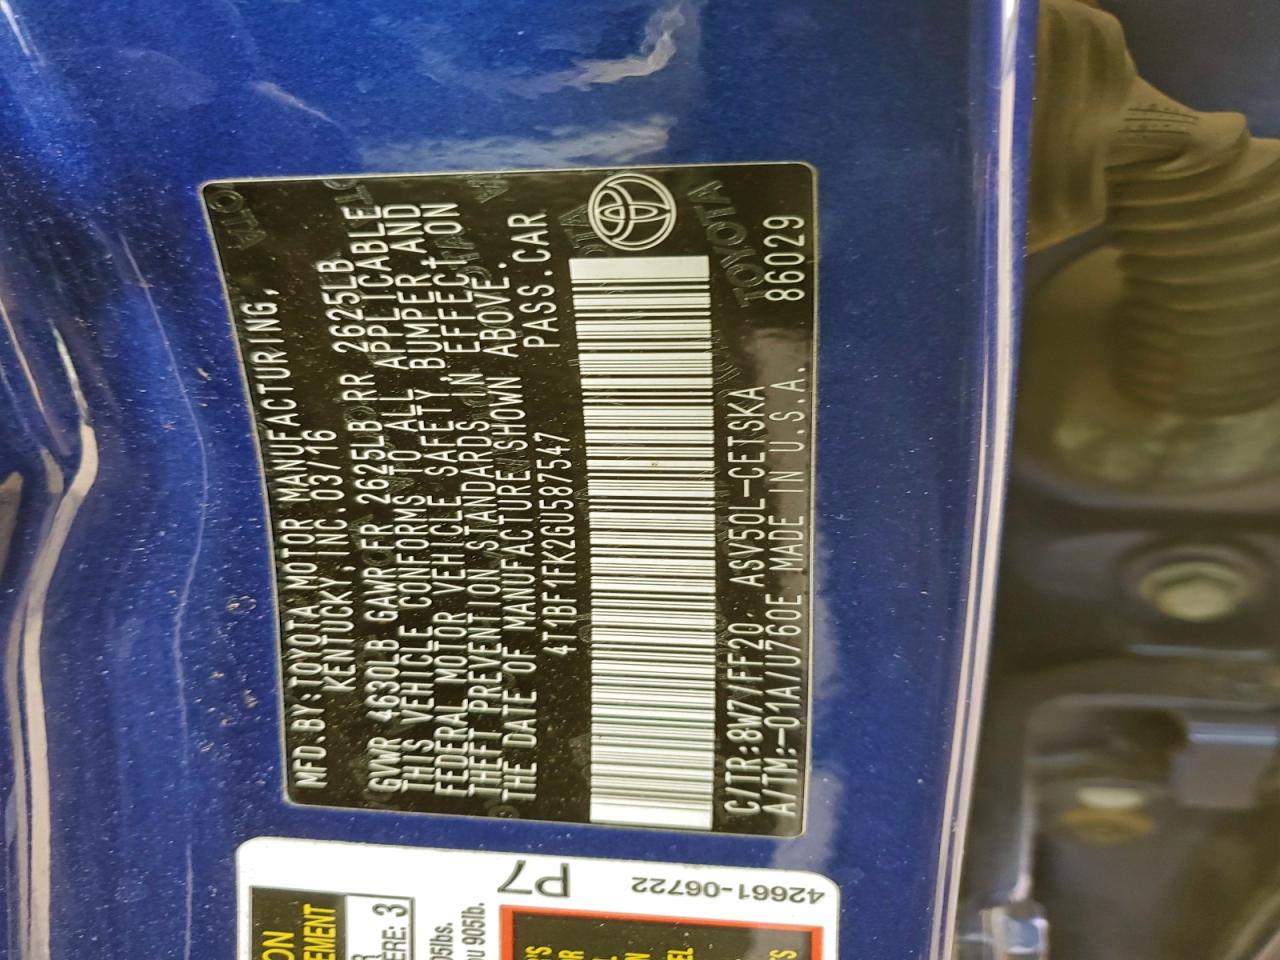 MFD.BY:TOYOTA MOTOR MANUFACTURING,
KENTUCKY,INC.03/16
GVWR 4630LB GAWR FR 2625LB RR 2625LB
THIS VEHICLE CONFORMS TO ALL APPLICABLE
FEDERAL MOTOR VEHICLE SAFETY, BUMPER, AND
THEFT PREVENTION STANDARDS IN EFFECT ON
THE DATE OF MANUFACTURE SHOWN ABOVE.
4T1BF1FK2GU587547 PASS.CAR
TOYOTA
C/TR:8W7/FF20 ASV50L-CETSKA 86029
A/TM:-01A/U760E MADE IN U.S.A.
P7
42661-06722
ERE: 3
905lb.